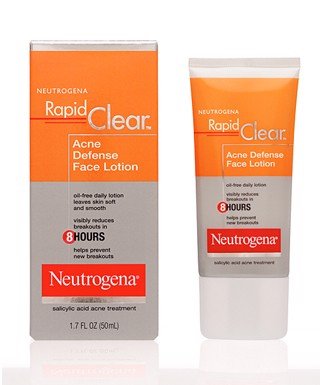 NEUTROGENA
Rapid
Clear™
Acne
Defense
Face Lotion
oil-free daily lotion
leaves skin soft
and smooth
visibly reduces
breakouts in
8 HOURS
helps prevent
new breakouts
Neutrogena®
salicylic acid acne treatment
1.7 FL OZ (50mL)
NEUTROGENA
Rapid
Clear™
Acne Defense
Face Lotion
oil-free daily lotion
leaves skin soft
and smooth
visibly reduces
breakouts in
8 HOURS
helps prevent
new breakouts
Neutrogena®
salicylic acid acne treatment